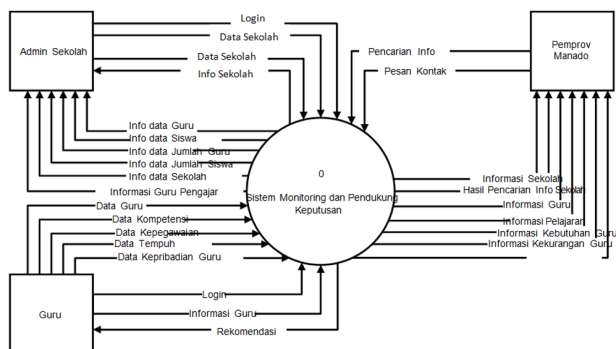 Login
Data Sekolah
Admin Sekolah
Data Sekolah
Info Sekolah
Pencarian Info
Pesan Kontak
Pemprov
Manado
Info data Guru
Info data Siswa
Info data Jumlah Guru
Info data Jumlah Siswa
Info data Sekolah
Informasi Guru Pengajar
0
Sistem Monitoring dan Pendukung
Keputusan
Informasi Sekolah
Hasil Pencarian Info Sekolah
Informasi Guru
Informasi Pelajaran
Informasi Kebutuhan Guru
Informasi Kekurangan Guru
Data Guru
Data Kompetensi
Data Kepegawaian
Data Tempuh
Data Kepribadian Guru
Guru
Login
Informasi Guru
Rekomendasi